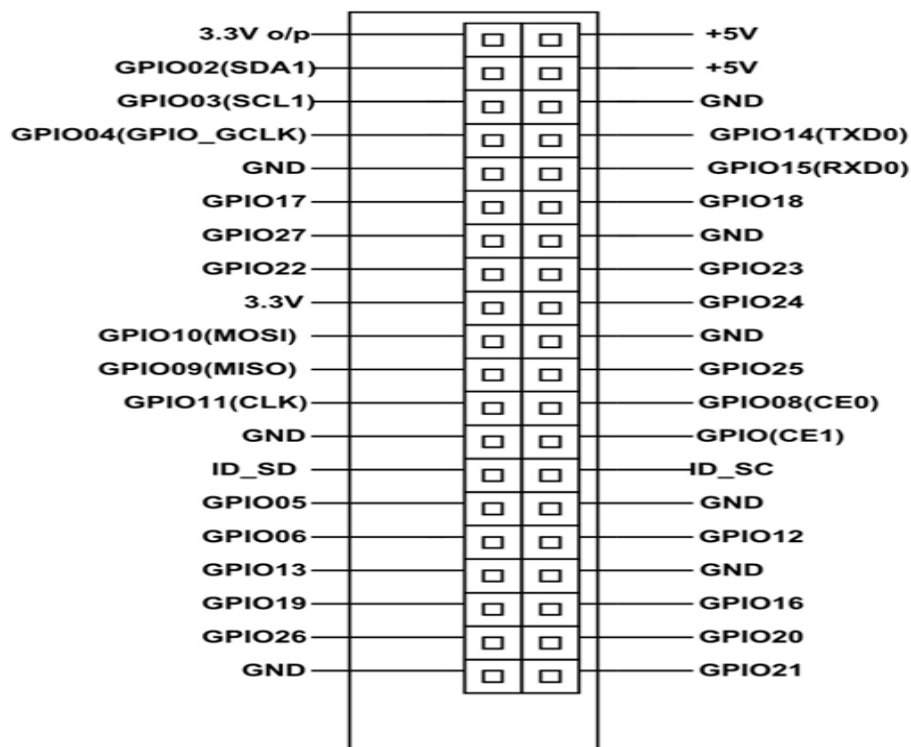 3.3V o/p +5V
GPIO02(SDA1) +5V
GPIO03(SCL1) GND
GPIO04(GPIO_GCLK) GPIO14(TXD0)
GND GPIO15(RXD0)
GPIO17 GPIO18
GPIO27 GND
GPIO22 GPIO23
3.3V GPIO24
GPIO10(MOSI) GND
GPIO09(MISO) GPIO25
GPIO11(CLK) GPIO08(CE0)
GND GPIO(CE1)
ID_SD ID_SC
GPIO05 GND
GPIO06 GPIO12
GPIO13 GND
GPIO19 GPIO16
GPIO26 GPIO20
GND GPIO21